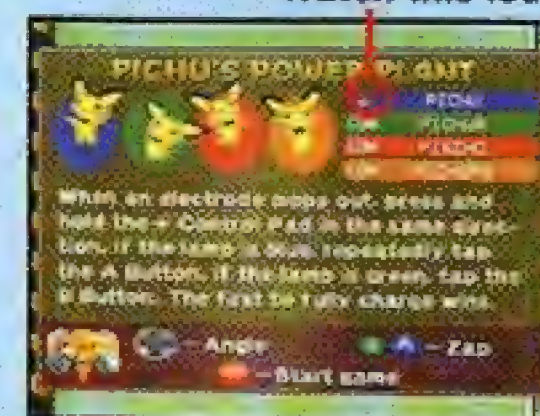 PICHU'S POWER PLANT
PICHU
PICHU
When an electrode pops out, press and
hold the + Control Pad in the same direc-
tion. If the lamp is blue, repeatedly tap
the A Button. If the lamp is green, tap the
B Button. The first to fully charge wins.
– Angle
– Zap
– Start game